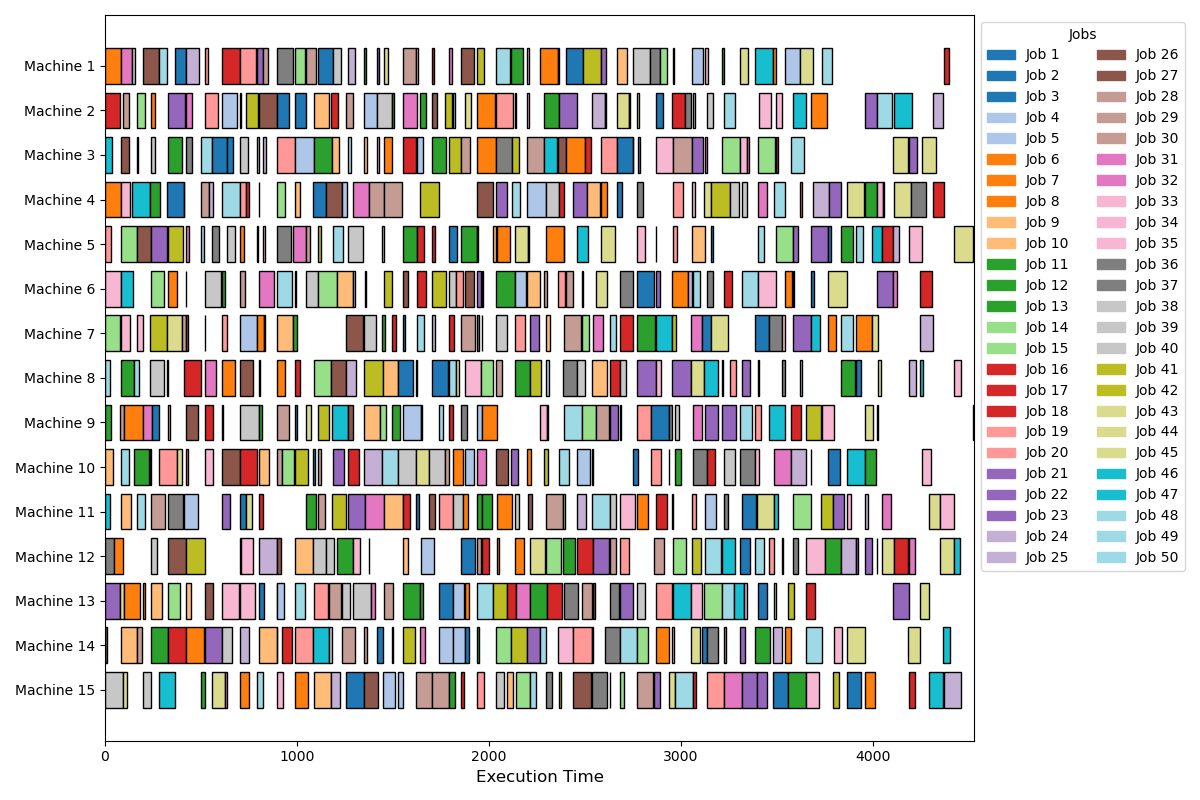 Machine 1
Machine 2
Machine 3
Machine 4
Machine 5
Machine 6
Machine 7
Machine 8
Machine 9
Machine 10
Machine 11
Machine 12
Machine 13
Machine 14
Machine 15
0 1000 2000 3000 4000
Execution Time
Jobs
Job 1 Job 26
Job 2 Job 27
Job 3 Job 28
Job 4 Job 29
Job 5 Job 30
Job 6 Job 31
Job 7 Job 32
Job 8 Job 33
Job 9 Job 34
Job 10 Job 35
Job 11 Job 36
Job 12 Job 37
Job 13 Job 38
Job 14 Job 39
Job 15 Job 40
Job 16 Job 41
Job 17 Job 42
Job 18 Job 43
Job 19 Job 44
Job 20 Job 45
Job 21 Job 46
Job 22 Job 47
Job 23 Job 48
Job 24 Job 49
Job 25 Job 50